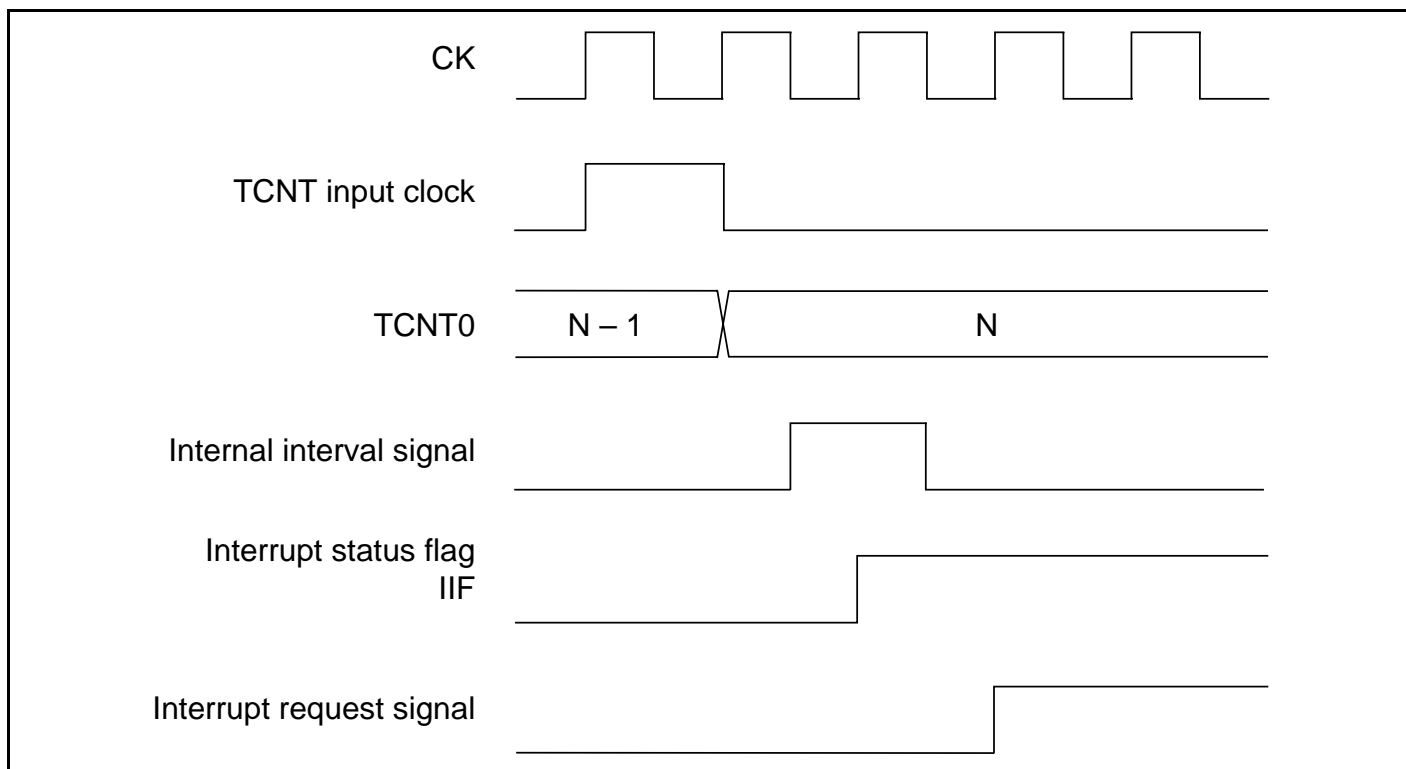 CK
TCNT input clock
TCNT0
N – 1
N
Internal interval signal
Interrupt status flag
IIF
Interrupt request signal